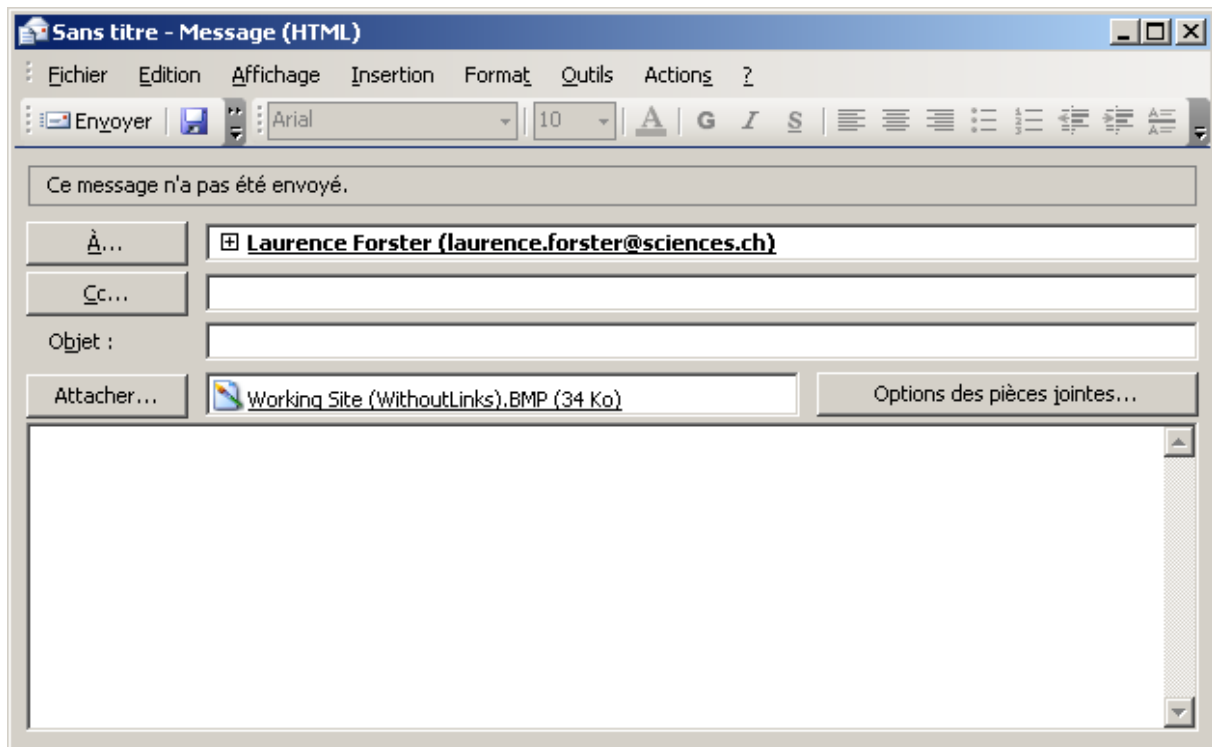 Sans titre - Message (HTML)
Fichier Edition Affichage Insertion Format Outils Actions ?
Envoyer Arial 10 A G I S
Ce message n'a pas été envoyé.
À... Laurence Forster (laurence.forster@sciences.ch)
Cc...
Objet :
Attacher... Working Site (WithoutLinks).BMP (34 Ko) Options des pièces jointes...